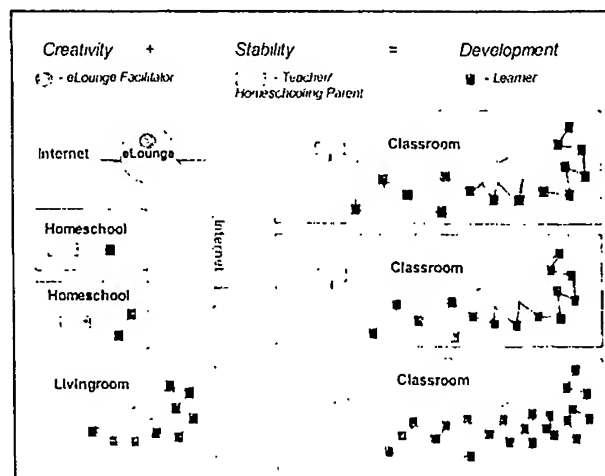 Creativity + Stability = Development
- eLounge Facilitator
- Teacher/
Homeschooling Parent
- Learner
Internet
eLounge
Classroom
Internet
Homeschool
Classroom
Homeschool
Livingroom
Classroom